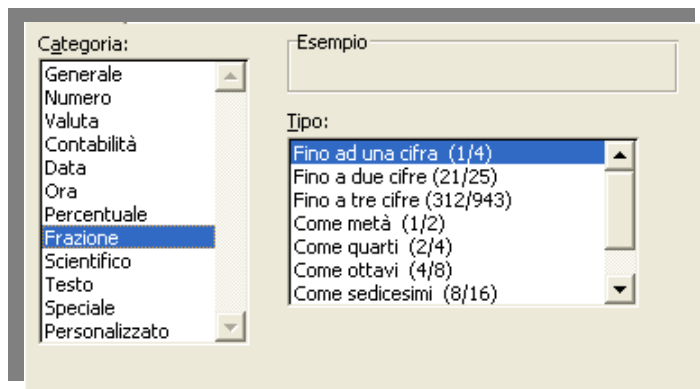 Categoria:
Generale
Numero
Valuta
Contabilità
Data
Ora
Percentuale
Frazione
Scientifico
Testo
Speciale
Personalizzato
Esempio
Tipo:
Fino ad una cifra (1/4)
Fino a due cifre (21/25)
Fino a tre cifre (312/943)
Come metà (1/2)
Come quarti (2/4)
Come ottavi (4/8)
Come sedicesimi (8/16)